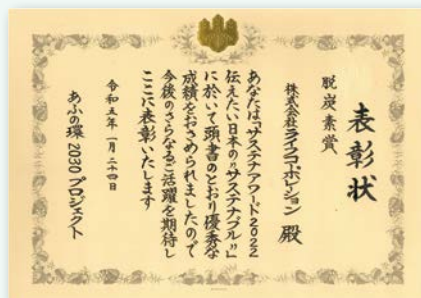 表彰状
脱炭素賞
株式会社ライフコーポレーション 殿
あなたは「サステナアワード2022
伝えたい日本の“サステナブル”」
に於いて頭書のとおり優秀な
成績をおさめられましたので
今後のさらなるご活躍を期待し
ここに表彰いたします
令和五年一月二十四日
あふの環2030プロジェクト